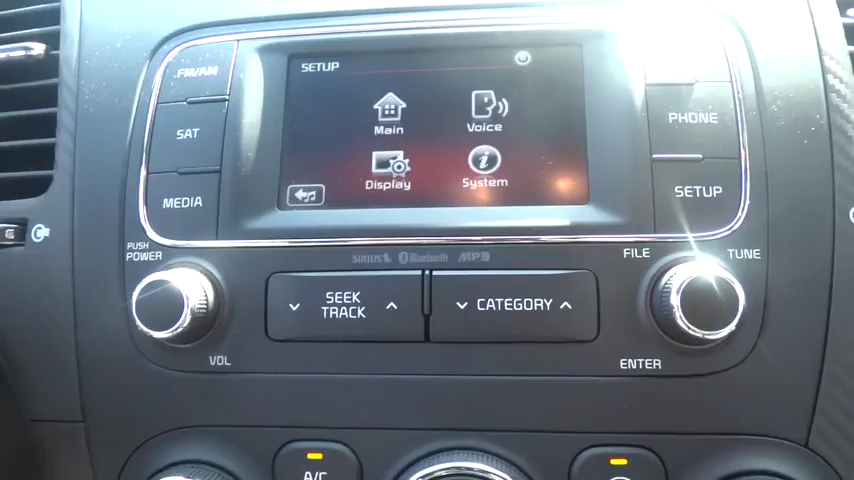 SETUP
FM/AM
SAT
MEDIA
Main
Voice
Display
System
PHONE
SETUP
PUSH
POWER
SIRIUS
Bluetooth
MP3
FILE
TUNE
SEEK
TRACK
CATEGORY
VOL
ENTER
A/C